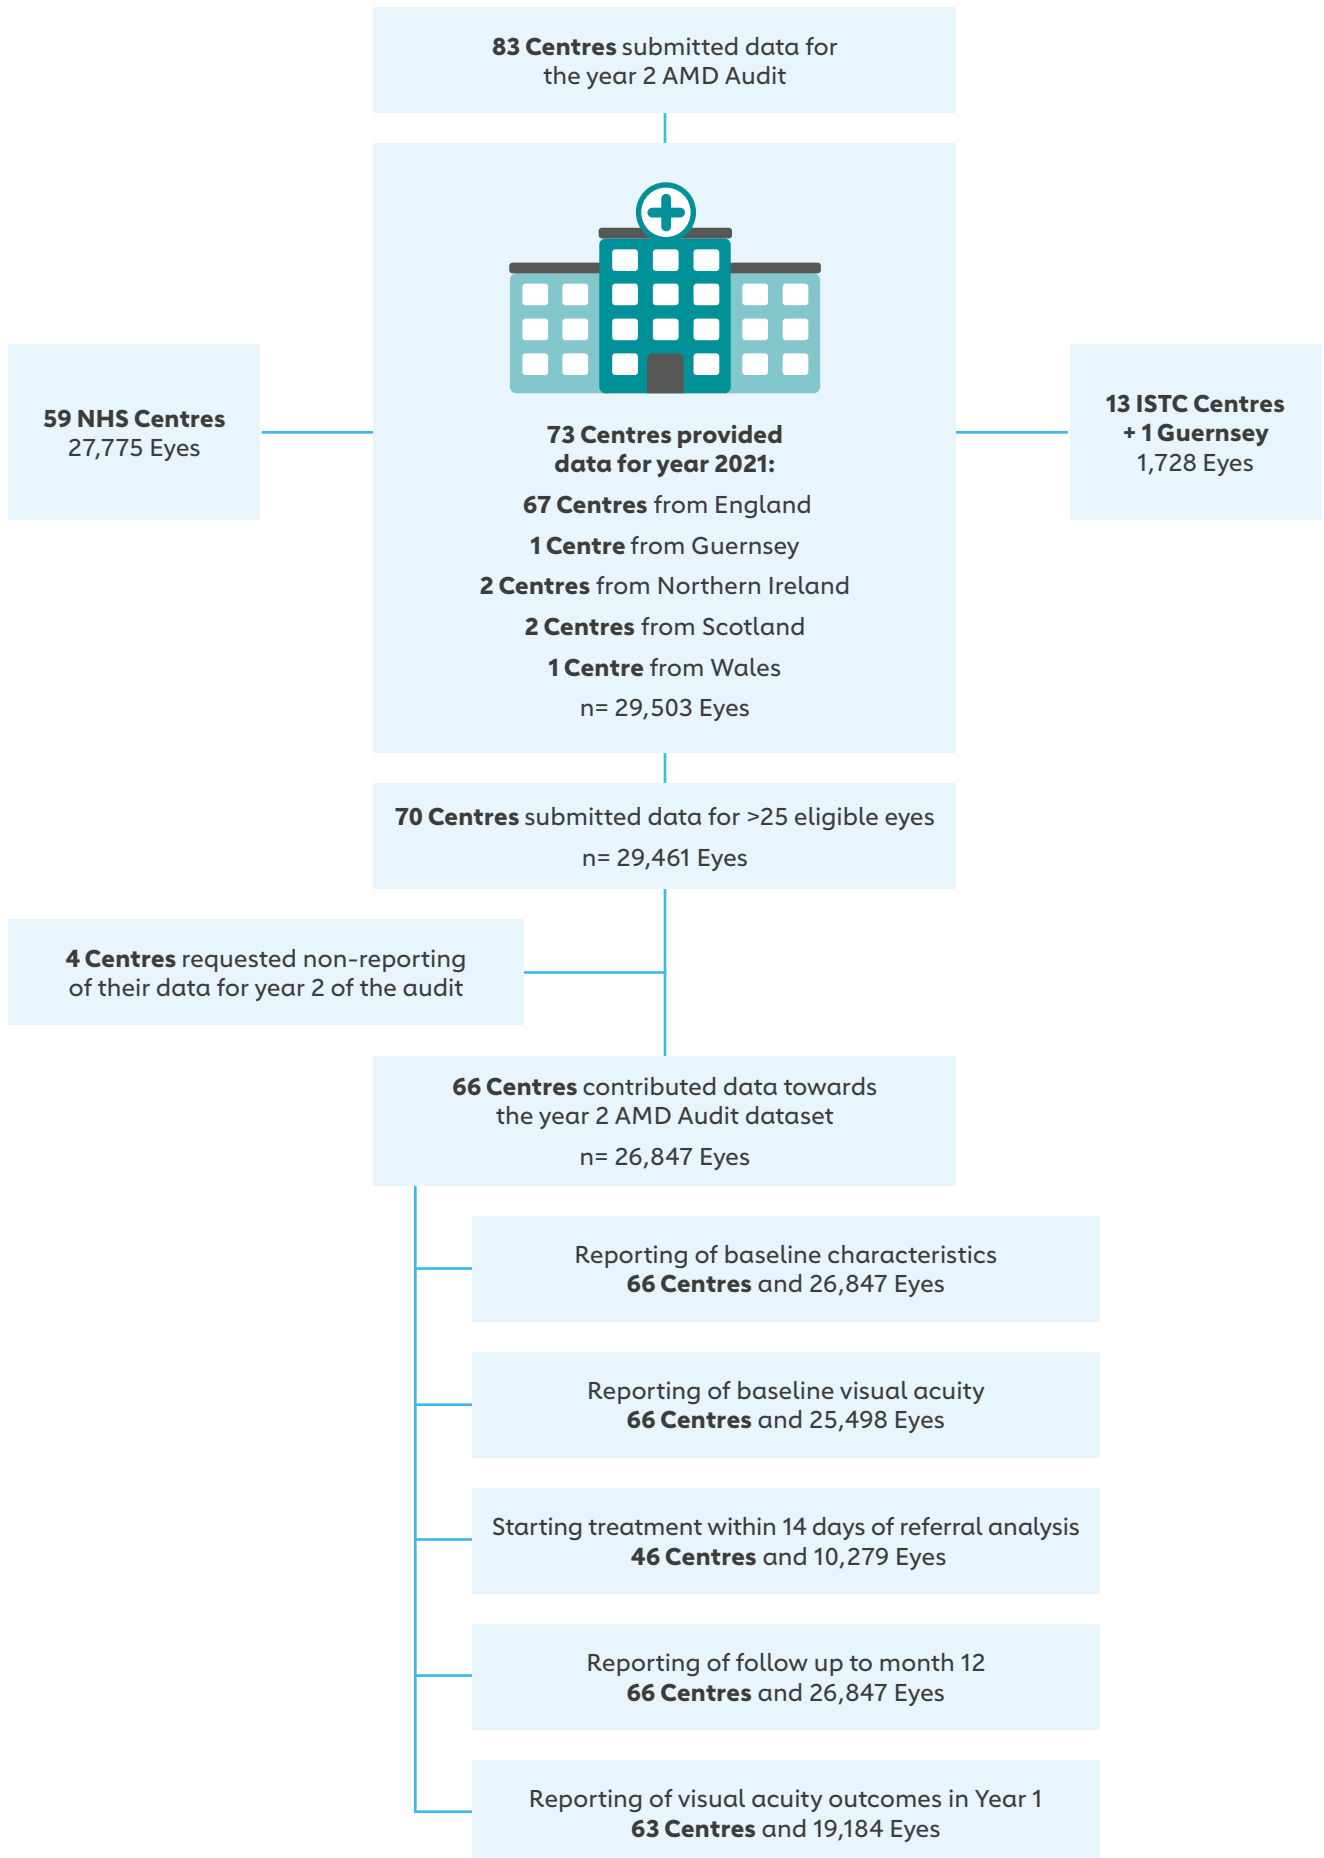 83 Centres submitted data for
the year 2 AMD Audit
59 NHS Centres
27,775 Eyes
73 Centres provided
data for year 2021:
67 Centres from England
1 Centre from Guernsey
2 Centres from Northern Ireland
2 Centres from Scotland
1 Centre from Wales
n= 29,503 Eyes
13 ISTC Centres
+ 1 Guernsey
1,728 Eyes
70 Centres submitted data for >25 eligible eyes
n= 29,461 Eyes
4 Centres requested non-reporting
of their data for year 2 of the audit
66 Centres contributed data towards
the year 2 AMD Audit dataset
n= 26,847 Eyes
Reporting of baseline characteristics
66 Centres and 26,847 Eyes
Reporting of baseline visual acuity
66 Centres and 25,498 Eyes
Starting treatment within 14 days of referral analysis
46 Centres and 10,279 Eyes
Reporting of follow up to month 12
66 Centres and 26,847 Eyes
Reporting of visual acuity outcomes in Year 1
63 Centres and 19,184 Eyes